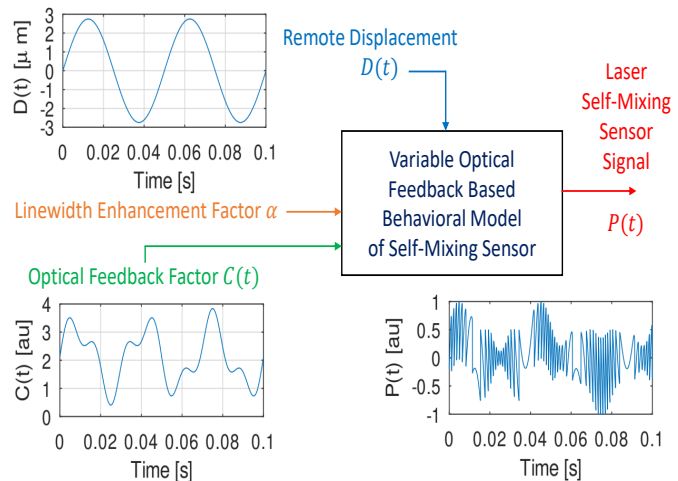 3
2
1
0
-1
-2
-3
D(t) [μ m]
0 0.02 0.04 0.06 0.08 0.1
Time [s]
Remote Displacement
D(t)
Laser
Self-Mixing
Sensor
Signal
P(t)
Variable Optical
Feedback Based
Behavioral Model
of Self-Mixing Sensor
Linewidth Enhancement Factor α
Optical Feedback Factor C(t)
4
3
2
1
0
C(t) [au]
0 0.02 0.04 0.06 0.08 0.1
Time [s]
1
0.5
0
-0.5
-1
P(t) [au]
0 0.02 0.04 0.06 0.08 0.1
Time [s]